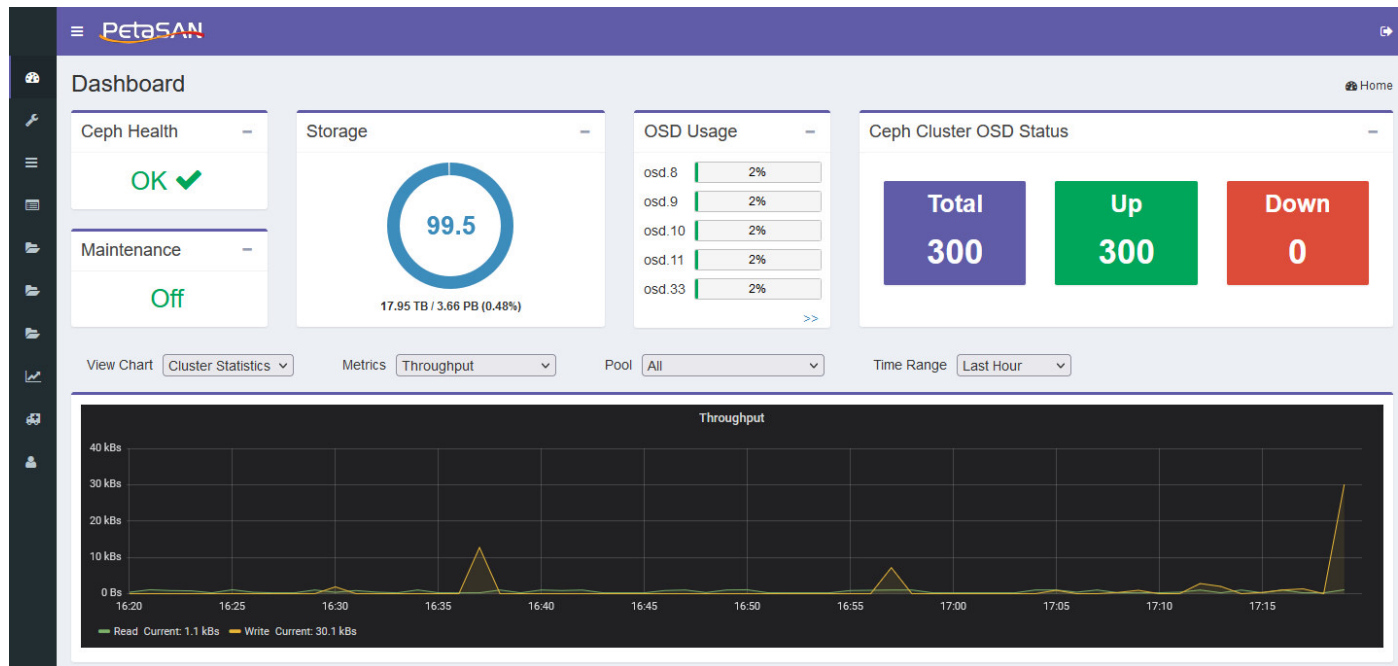 PetaSAN
Dashboard
Home
Ceph Health
OK
Maintenance
Off
Storage
99.5
17.95 TB / 3.66 PB (0.48%)
OSD Usage
osd.8 2%
osd.9 2%
osd.10 2%
osd.11 2%
osd.33 2%
>>
Ceph Cluster OSD Status
Total Up Down
300 300 0
View Chart Cluster Statistics Metrics Throughput Pool All Time Range Last Hour
Throughput
40 kBs
30 kBs
20 kBs
10 kBs
0 Bs
16:20 16:25 16:30 16:35 16:40 16:45 16:50 16:55 17:00 17:05 17:10 17:15
Read Current: 1.1 kBs Write Current: 30.1 kBs